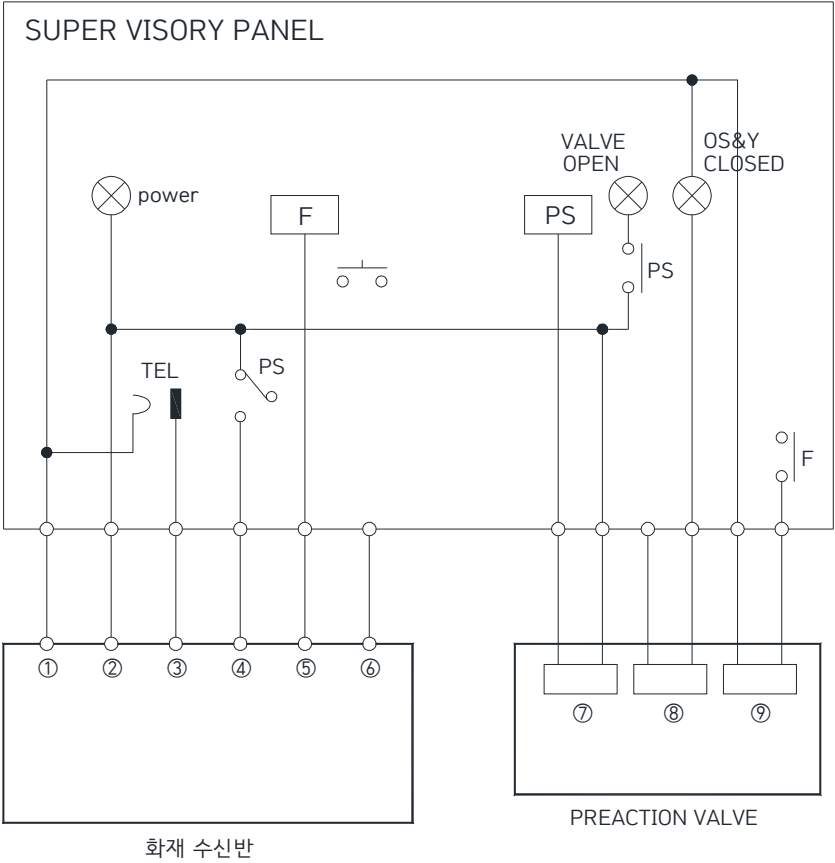 SUPER VISORY PANEL
VALVE
OPEN
OS&Y
CLOSED
power
F
PS
PS
TEL
PS
F
① ② ③ ④ ⑤ ⑥
⑦ ⑧ ⑨
PREACTION VALVE
화재 수신반